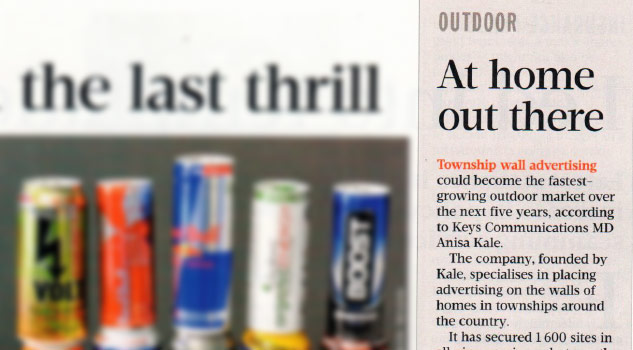 the last thrill
VOLT
BOOST
OUTDOOR
At home
out there
Township wall advertising
could become the fastest-
growing outdoor market over
the next five years, according
to Keys Communications MD
Anisa Kale.
The company, founded by
Kale, specialises in placing
advertising on the walls of
homes in townships around
the country.
It has secured 1 600 sites in